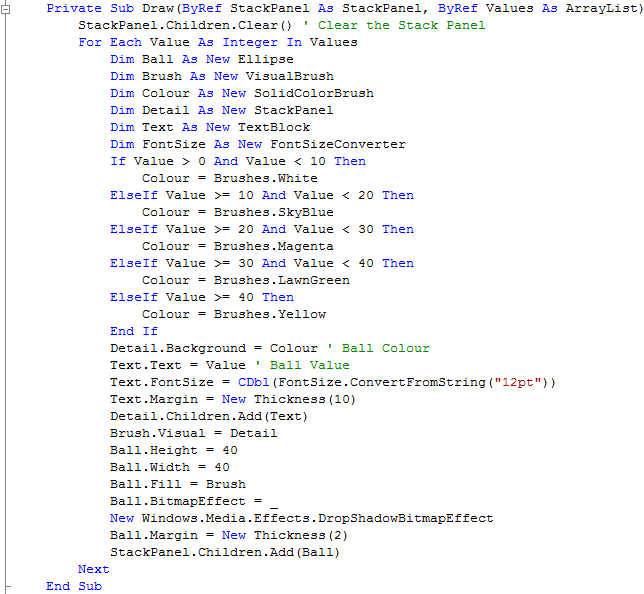 Private Sub Draw(ByRef StackPanel As StackPanel, ByRef Values As ArrayList)
StackPanel.Children.Clear() ' Clear the Stack Panel
For Each Value As Integer In Values
Dim Ball As New Ellipse
Dim Brush As New VisualBrush
Dim Colour As New SolidColorBrush
Dim Detail As New StackPanel
Dim Text As New TextBlock
Dim FontSize As New FontSizeConverter
If Value > 0 And Value < 10 Then
Colour = Brushes.White
ElseIf Value >= 10 And Value < 20 Then
Colour = Brushes.SkyBlue
ElseIf Value >= 20 And Value < 30 Then
Colour = Brushes.Magenta
ElseIf Value >= 30 And Value < 40 Then
Colour = Brushes.LawnGreen
ElseIf Value >= 40 Then
Colour = Brushes.Yellow
End If
Detail.Background = Colour ' Ball Colour
Text.Text = Value ' Ball Value
Text.FontSize = CDbl(FontSize.ConvertFromString("12pt"))
Text.Margin = New Thickness(10)
Detail.Children.Add(Text)
Brush.Visual = Detail
Ball.Height = 40
Ball.Width = 40
Ball.Fill = Brush
Ball.BitmapEffect = _
New Windows.Media.Effects.DropShadowBitmapEffect
Ball.Margin = New Thickness(2)
StackPanel.Children.Add(Ball)
Next
End Sub